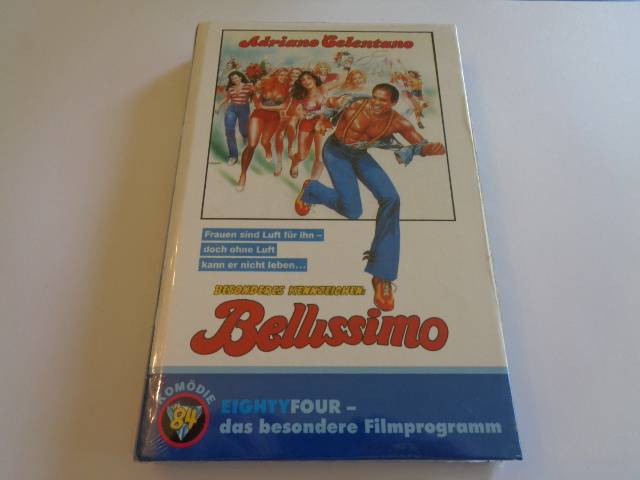 Adriano Celentano
Frauen sind Luft für ihn –
doch ohne Luft
kann er nicht leben...
BESONDERES KENNZEICHEN:
Bellissimo
KOMÖDIE
84
EIGHTYFOUR –
das besondere Filmprogramm